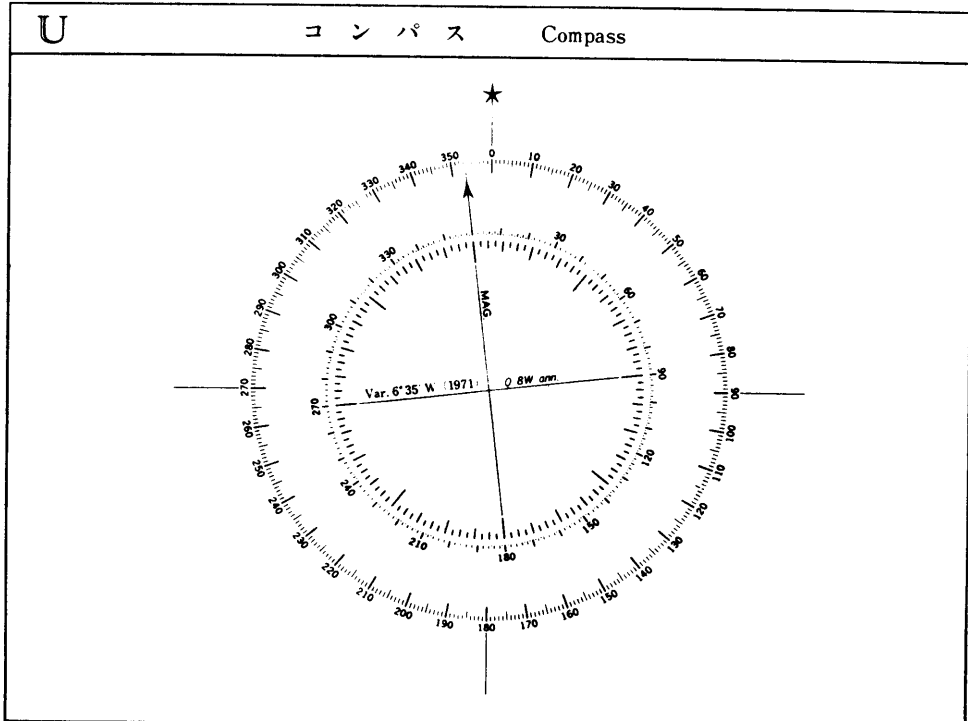 U コンパス Compass
0 10 20 30 40 50 60 70 80 90 100 110 120 130 140 150 160 170 180 190 200 210 220 230 240 250 260 270 280 290 300 310 320 330 340 350
30 60 90 120 150 180 210 240 270 300 330
MAG.
Var. 6°35' W (1971) 0.8W ann.